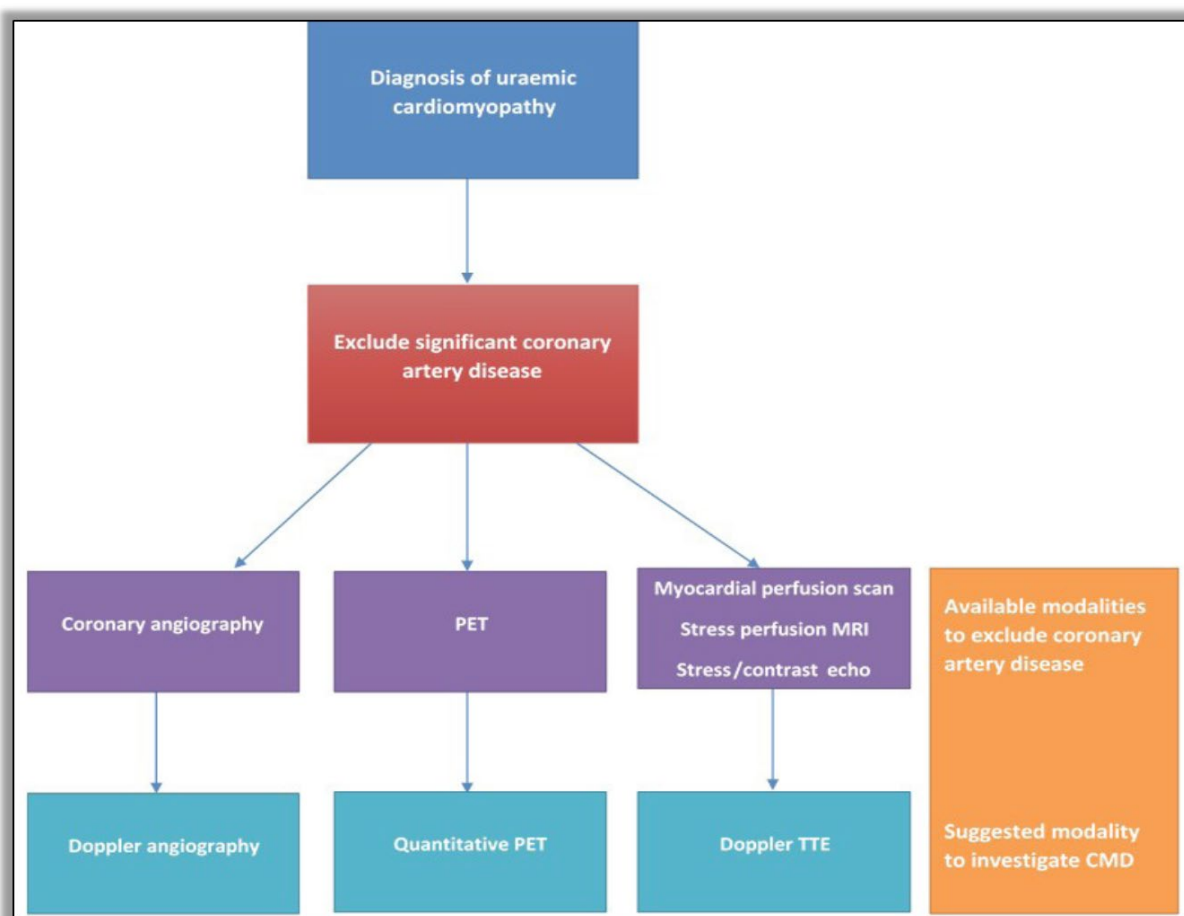 Diagnosis of uraemic
cardiomyopathy
Exclude significant coronary
artery disease
Coronary angiography
PET
Myocardial perfusion scan
Stress perfusion MRI
Stress/contrast echo
Available modalities
to exclude coronary
artery disease
Doppler angiography
Quantitative PET
Doppler TTE
Suggested modality
to investigate CMD